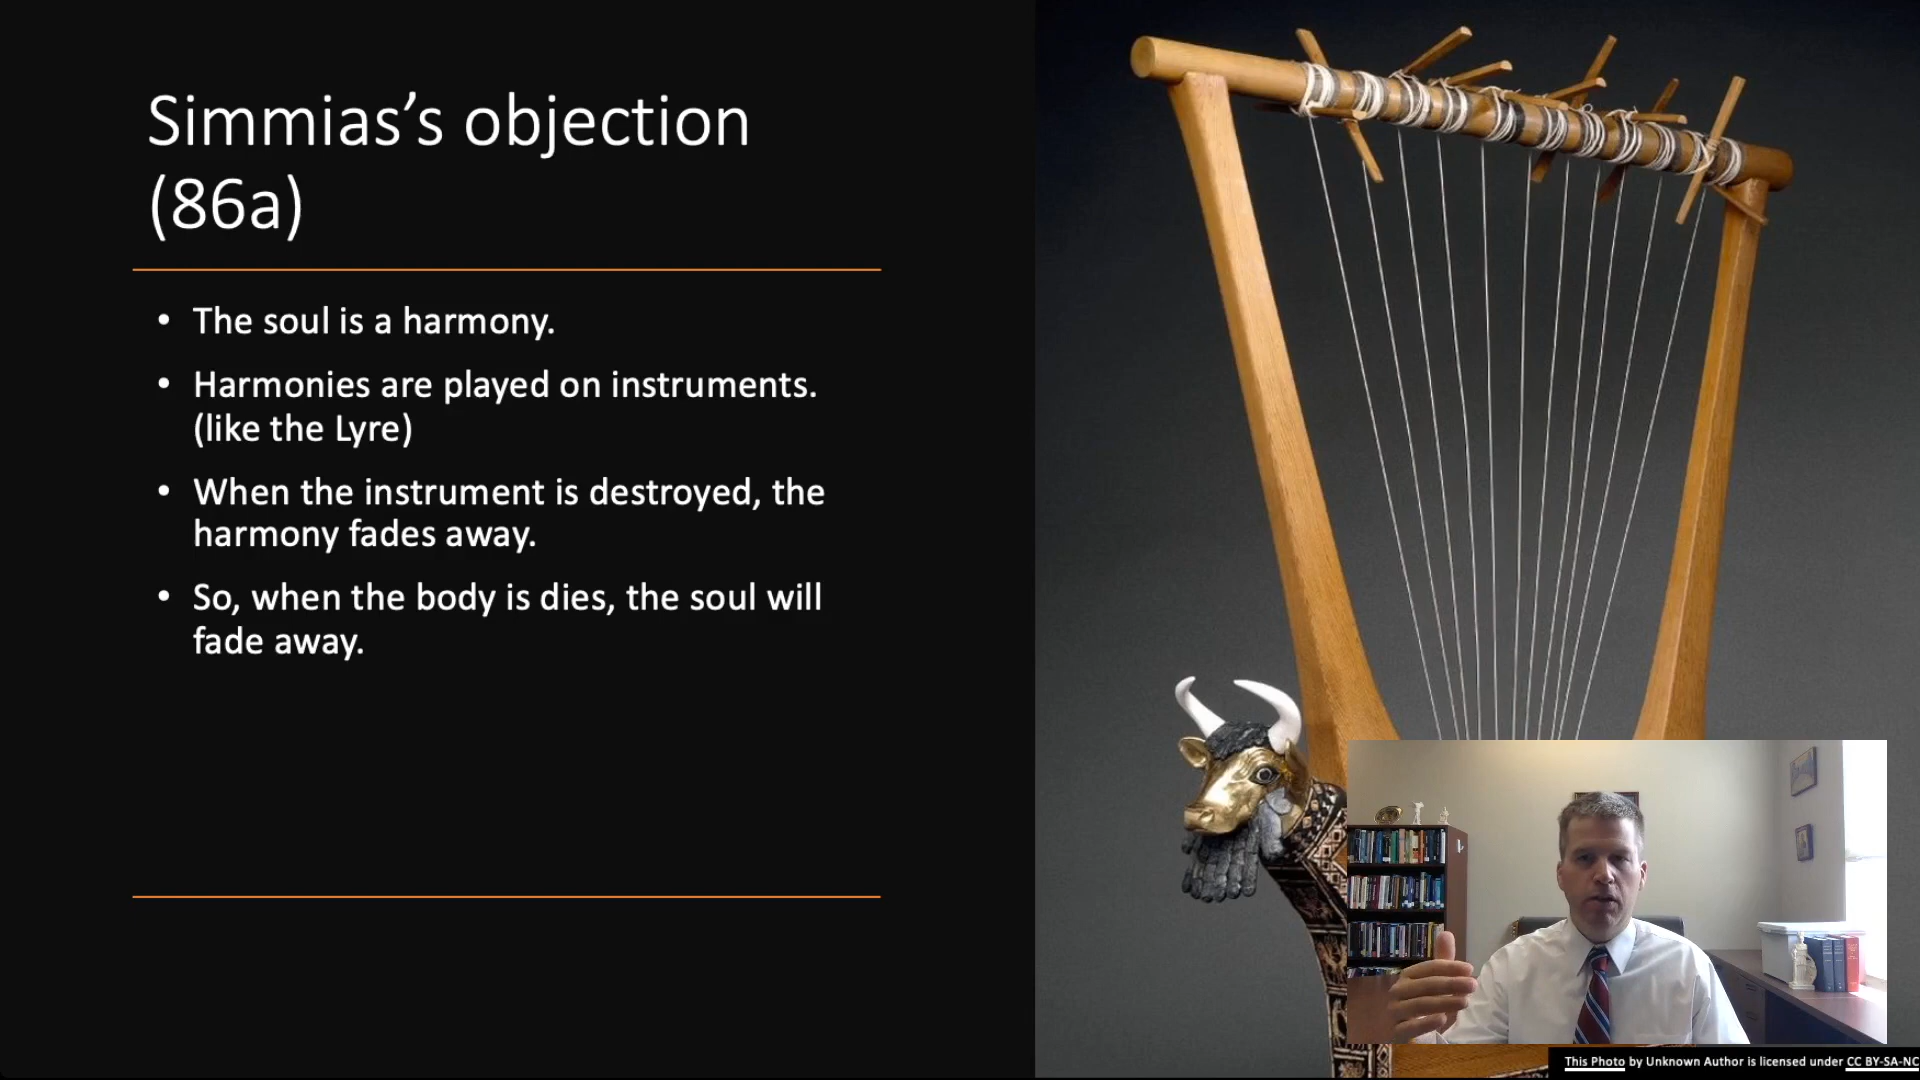 Simmias’s objection
(86a)
• The soul is a harmony.
• Harmonies are played on instruments.
(like the Lyre)
• When the instrument is destroyed, the
harmony fades away.
• So, when the body is dies, the soul will
fade away.
This Photo by Unknown Author is licensed under CC BY-SA-NC